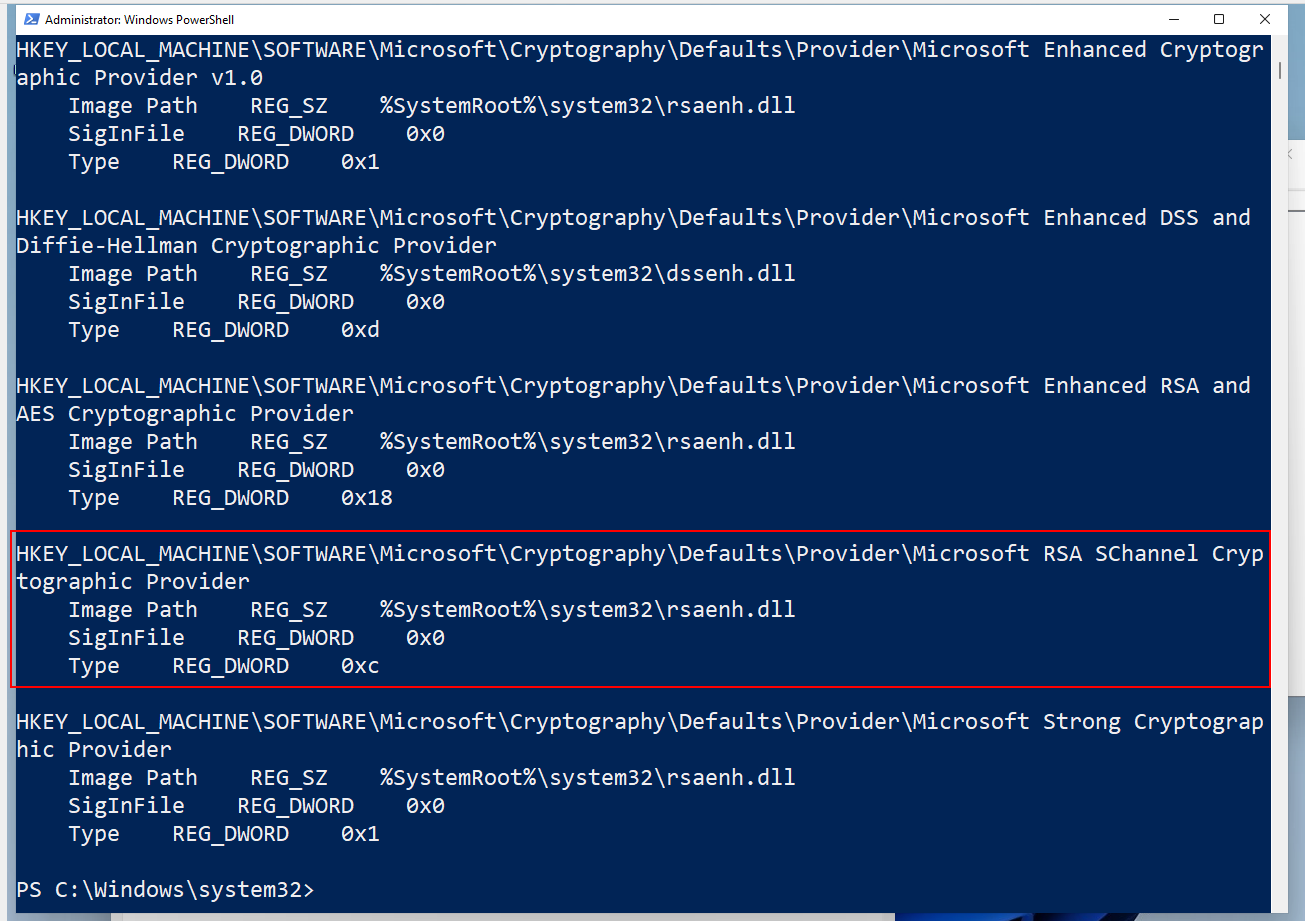 Administrator: Windows PowerShell
HKEY_LOCAL_MACHINE\SOFTWARE\Microsoft\Cryptography\Defaults\Provider\Microsoft Enhanced Cryptogr
aphic Provider v1.0
    Image Path    REG_SZ    %SystemRoot%\system32\rsaenh.dll
    SigInFile    REG_DWORD    0x0
    Type    REG_DWORD    0x1

HKEY_LOCAL_MACHINE\SOFTWARE\Microsoft\Cryptography\Defaults\Provider\Microsoft Enhanced DSS and
Diffie-Hellman Cryptographic Provider
    Image Path    REG_SZ    %SystemRoot%\system32\dssenh.dll
    SigInFile    REG_DWORD    0x0
    Type    REG_DWORD    0xd

HKEY_LOCAL_MACHINE\SOFTWARE\Microsoft\Cryptography\Defaults\Provider\Microsoft Enhanced RSA and
AES Cryptographic Provider
    Image Path    REG_SZ    %SystemRoot%\system32\rsaenh.dll
    SigInFile    REG_DWORD    0x0
    Type    REG_DWORD    0x18

HKEY_LOCAL_MACHINE\SOFTWARE\Microsoft\Cryptography\Defaults\Provider\Microsoft RSA SChannel Cryp
tographic Provider
    Image Path    REG_SZ    %SystemRoot%\system32\rsaenh.dll
    SigInFile    REG_DWORD    0x0
    Type    REG_DWORD    0xc

HKEY_LOCAL_MACHINE\SOFTWARE\Microsoft\Cryptography\Defaults\Provider\Microsoft Strong Cryptograp
hic Provider
    Image Path    REG_SZ    %SystemRoot%\system32\rsaenh.dll
    SigInFile    REG_DWORD    0x0
    Type    REG_DWORD    0x1

PS C:\Windows\system32>